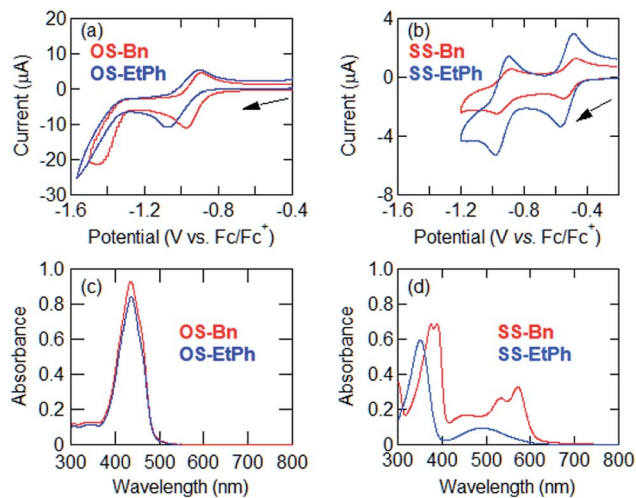 (a)
OS-Bn
OS-EtPh
20
10
0
-10
-20
-30
Current (μA)
-1.6
-1.2
-0.8
-0.4
Potential (V vs. Fc/Fc⁺)
(b)
SS-Bn
SS-EtPh
4
0
-4
-8
Current (μA)
-1.4
-1.0
-0.6
Potential (V vs. Fc/Fc⁺)
(c)
OS-Bn
OS-EtPh
1.0
0.8
0.6
0.4
0.2
0
Absorbance
300 400 500 600 700 800
Wavelength (nm)
(d)
SS-Bn
SS-EtPh
1.0
0.8
0.6
0.4
0.2
0
Absorbance
300 400 500 600 700 800
Wavelength (nm)